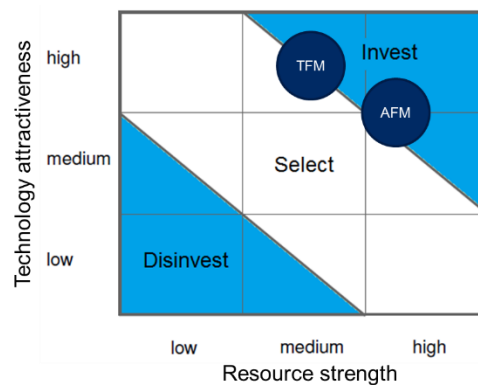 Technology attractiveness
high
medium
low
TFM
Invest
AFM
Select
Disinvest
low
medium
high
Resource strength